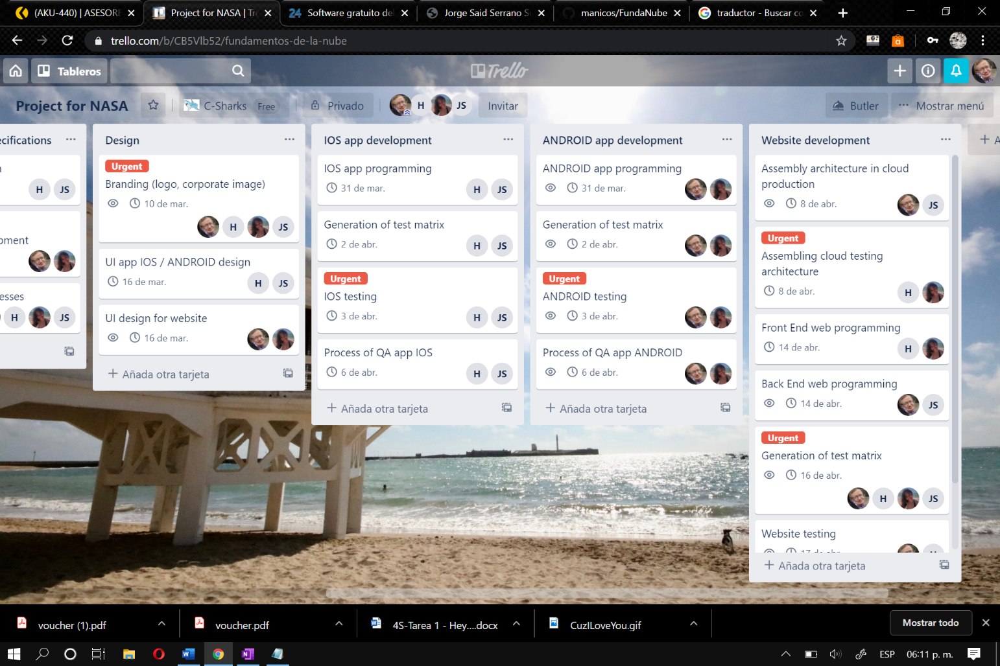 (AKU-440) | ASESORE
Project for NASA | Tre
Software gratuito del
Jorge Said Serrano S
manicos/FundaNube
traductor - Buscar co
trello.com/b/CB5Vlb52/fundamentos-de-la-nube
Tableros
Trello
Project for NASA
C-Sharks Free
Privado
H
JS
Invitar
Butler
Mostrar menú
ecifications
H JS
pment
esses
H JS
Design
Urgent
Branding (logo, corporate image)
10 de mar.
H JS
UI app IOS / ANDROID design
16 de mar.
H JS
UI design for website
16 de mar.
+ Añada otra tarjeta
IOS app development
IOS app programming
31 de mar.
H JS
Generation of test matrix
2 de abr.
H JS
Urgent
IOS testing
3 de abr.
H JS
Process of QA app IOS
6 de abr.
H JS
+ Añada otra tarjeta
ANDROID app development
ANDROID app programming
31 de mar.
Generation of test matrix
2 de abr.
Urgent
ANDROID testing
3 de abr.
Process of QA app ANDROID
6 de abr.
+ Añada otra tarjeta
Website development
Assembly architecture in cloud
production
8 de abr.
JS
Urgent
Assembling cloud testing
architecture
8 de abr.
H
Front End web programming
14 de abr.
H
Back End web programming
14 de abr.
JS
Urgent
Generation of test matrix
16 de abr.
H JS
Website testing
17 de abr.
+ Añada otra tarjeta
+ A
voucher (1).pdf
voucher.pdf
4S-Tarea 1 - Hey....docx
CuzILoveYou.gif
Mostrar todo
ESP
06:11 p. m.